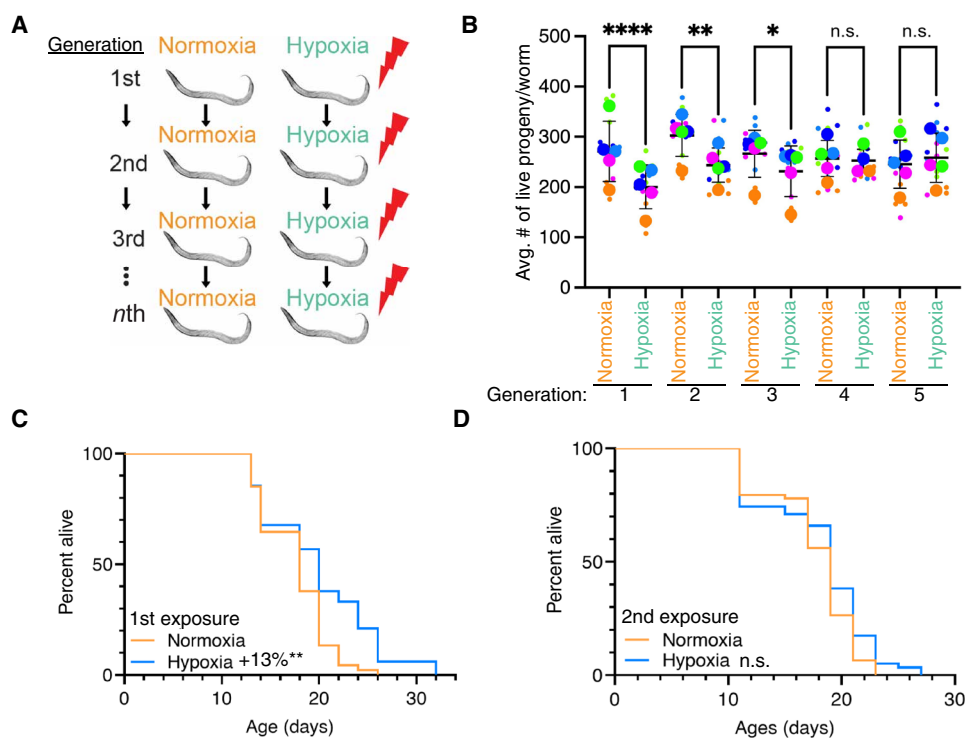 A
Generation Normoxia Hypoxia
1st
Normoxia Hypoxia
2nd
Normoxia Hypoxia
3rd
Normoxia Hypoxia
nth
B
Avg. # of live progeny/worm
500
400
300
200
100
0
**** ** * n.s. n.s.
Normoxia Hypoxia Normoxia Hypoxia Normoxia Hypoxia Normoxia Hypoxia Normoxia Hypoxia
Generation: 1 2 3 4 5
C
Percent alive
100
50
0
1st exposure
Normoxia
Hypoxia +13%**
0 10 20 30
Age (days)
D
Percent alive
100
50
0
2nd exposure
Normoxia
Hypoxia n.s.
0 10 20 30
Ages (days)